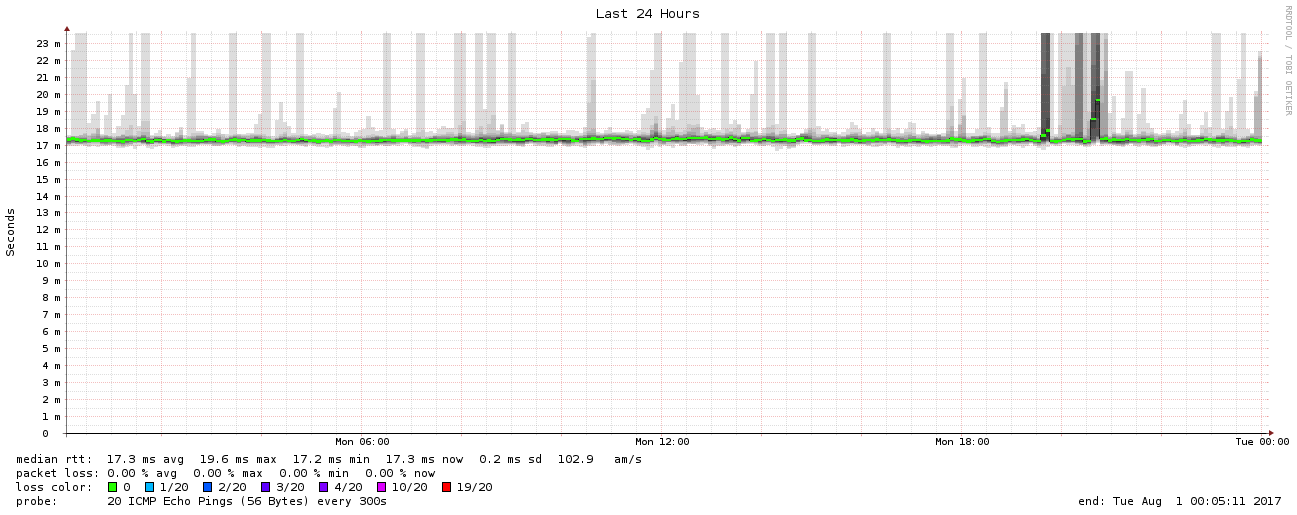 Last 24 Hours
RRDTOOL / TOBI OETIKER
Seconds
23 m
22 m
21 m
20 m
19 m
18 m
17 m
16 m
15 m
14 m
13 m
12 m
11 m
10 m
9 m
8 m
7 m
6 m
5 m
4 m
3 m
2 m
1 m
0
Mon 06:00 Mon 12:00 Mon 18:00 Tue 00:00
median rtt: 17.3 ms avg 19.6 ms max 17.2 ms min 17.3 ms now 0.2 ms sd 102.9 am/s
packet loss: 0.00 % avg 0.00 % max 0.00 % min 0.00 % now
loss color: 0 1/20 2/20 3/20 4/20 10/20 19/20
probe: 20 ICMP Echo Pings (56 Bytes) every 300s end: Tue Aug 1 00:05:11 2017